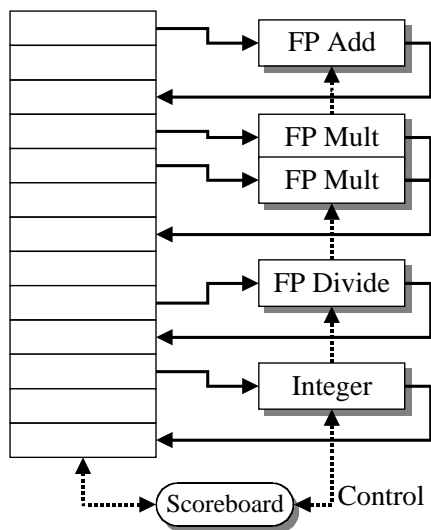 FP Add
FP Mult
FP Mult
FP Divide
Integer
Scoreboard
Control